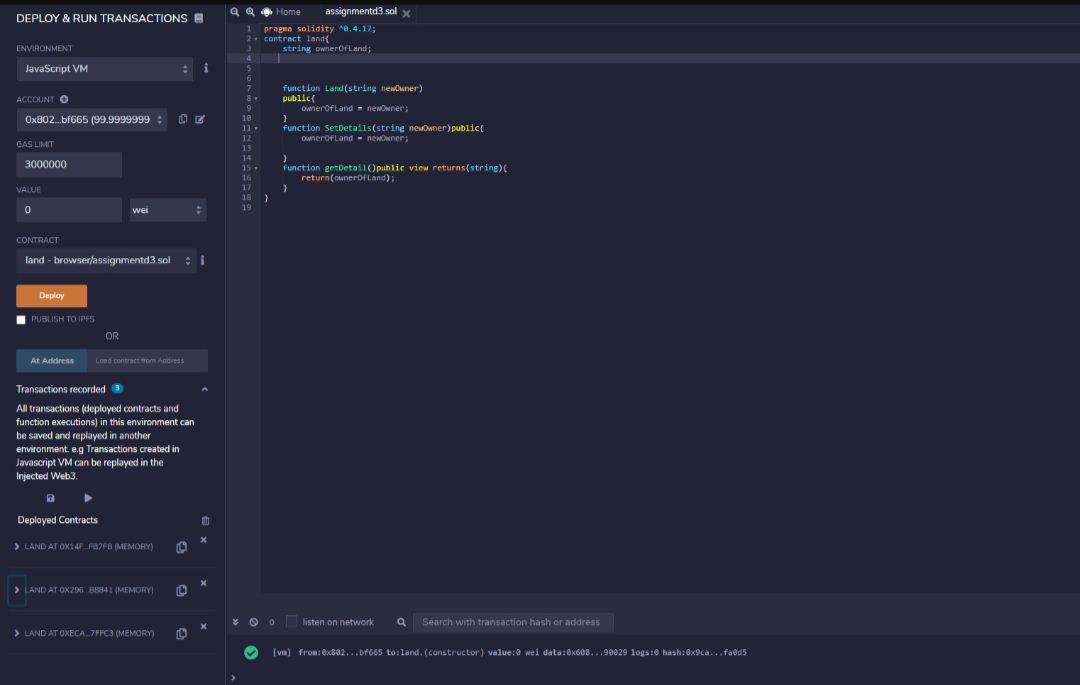 DEPLOY & RUN TRANSACTIONS
ENVIRONMENT
JavaScript VM
ACCOUNT
0x802...bf665 (99.9999999
GAS LIMIT
3000000
VALUE
0
wei
CONTRACT
land - browser/assignmentd3.sol
Deploy
PUBLISH TO IPFS
OR
At Address
Load contract from Address
Transactions recorded 3
All transactions (deployed contracts and
function executions) in this environment can
be saved and replayed in another
environment. e.g Transactions created in
Javascript VM can be replayed in the
Injected Web3.
Deployed Contracts
LAND AT 0X14F...FB7FB (MEMORY)
LAND AT 0X296...B8841 (MEMORY)
LAND AT 0XECA...7FFC3 (MEMORY)
Home
assignmentd3.sol
1 pragma solidity ^0.4.17;
2 contract land{
3 string ownerOfLand;
4
5
6
7 function Land(string newOwner)
8 public{
9 ownerOfLand = newOwner;
10 }
11 function SetDetails(string newOwner)public{
12 ownerOfLand = newOwner;
13
14 }
15 function getDetail()public view returns(string){
16 return(ownerOfLand);
17 }
18 }
19
0
listen on network
Search with transaction hash or address
[vm] from:0x802...bf665 to:land.(constructor) value:0 wei data:0x608...90029 logs:0 hash:0x9ca...fa0d5